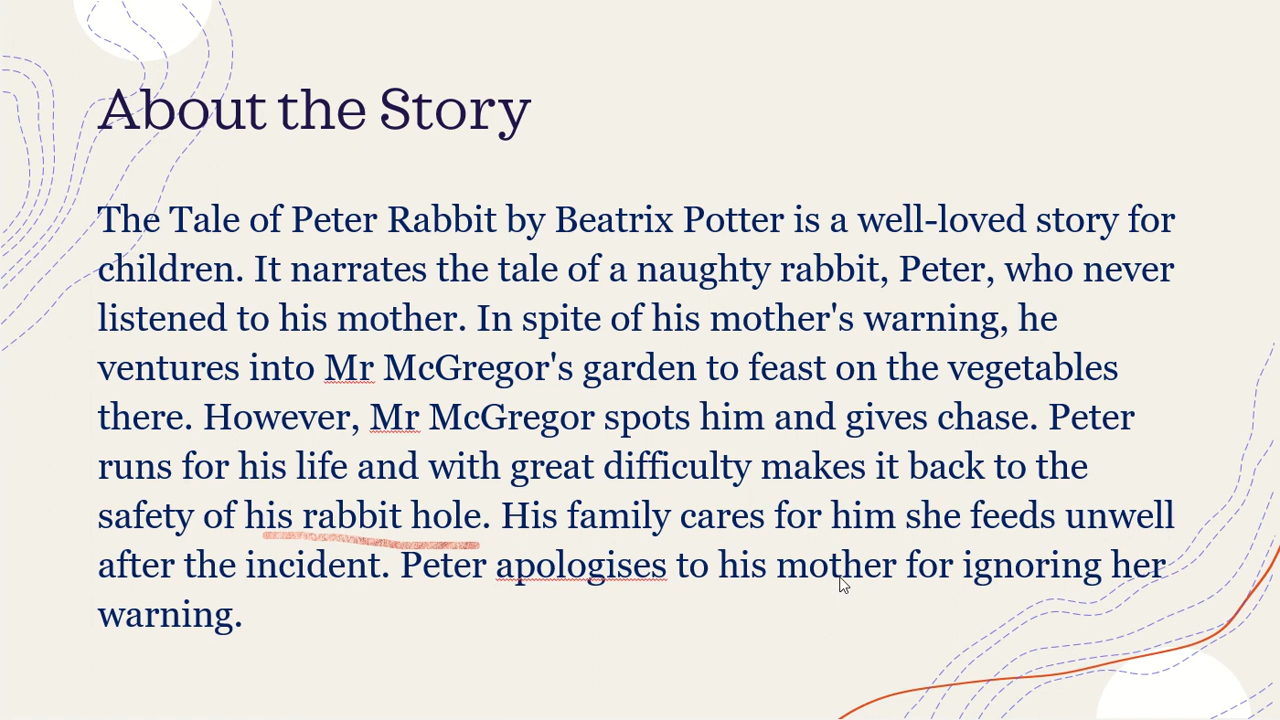 About the Story
The Tale of Peter Rabbit by Beatrix Potter is a well-loved story for
children. It narrates the tale of a naughty rabbit, Peter, who never
listened to his mother. In spite of his mother's warning, he
ventures into Mr McGregor's garden to feast on the vegetables
there. However, Mr McGregor spots him and gives chase. Peter
runs for his life and with great difficulty makes it back to the
safety of his rabbit hole. His family cares for him she feeds unwell
after the incident. Peter apologises to his mother for ignoring her
warning.